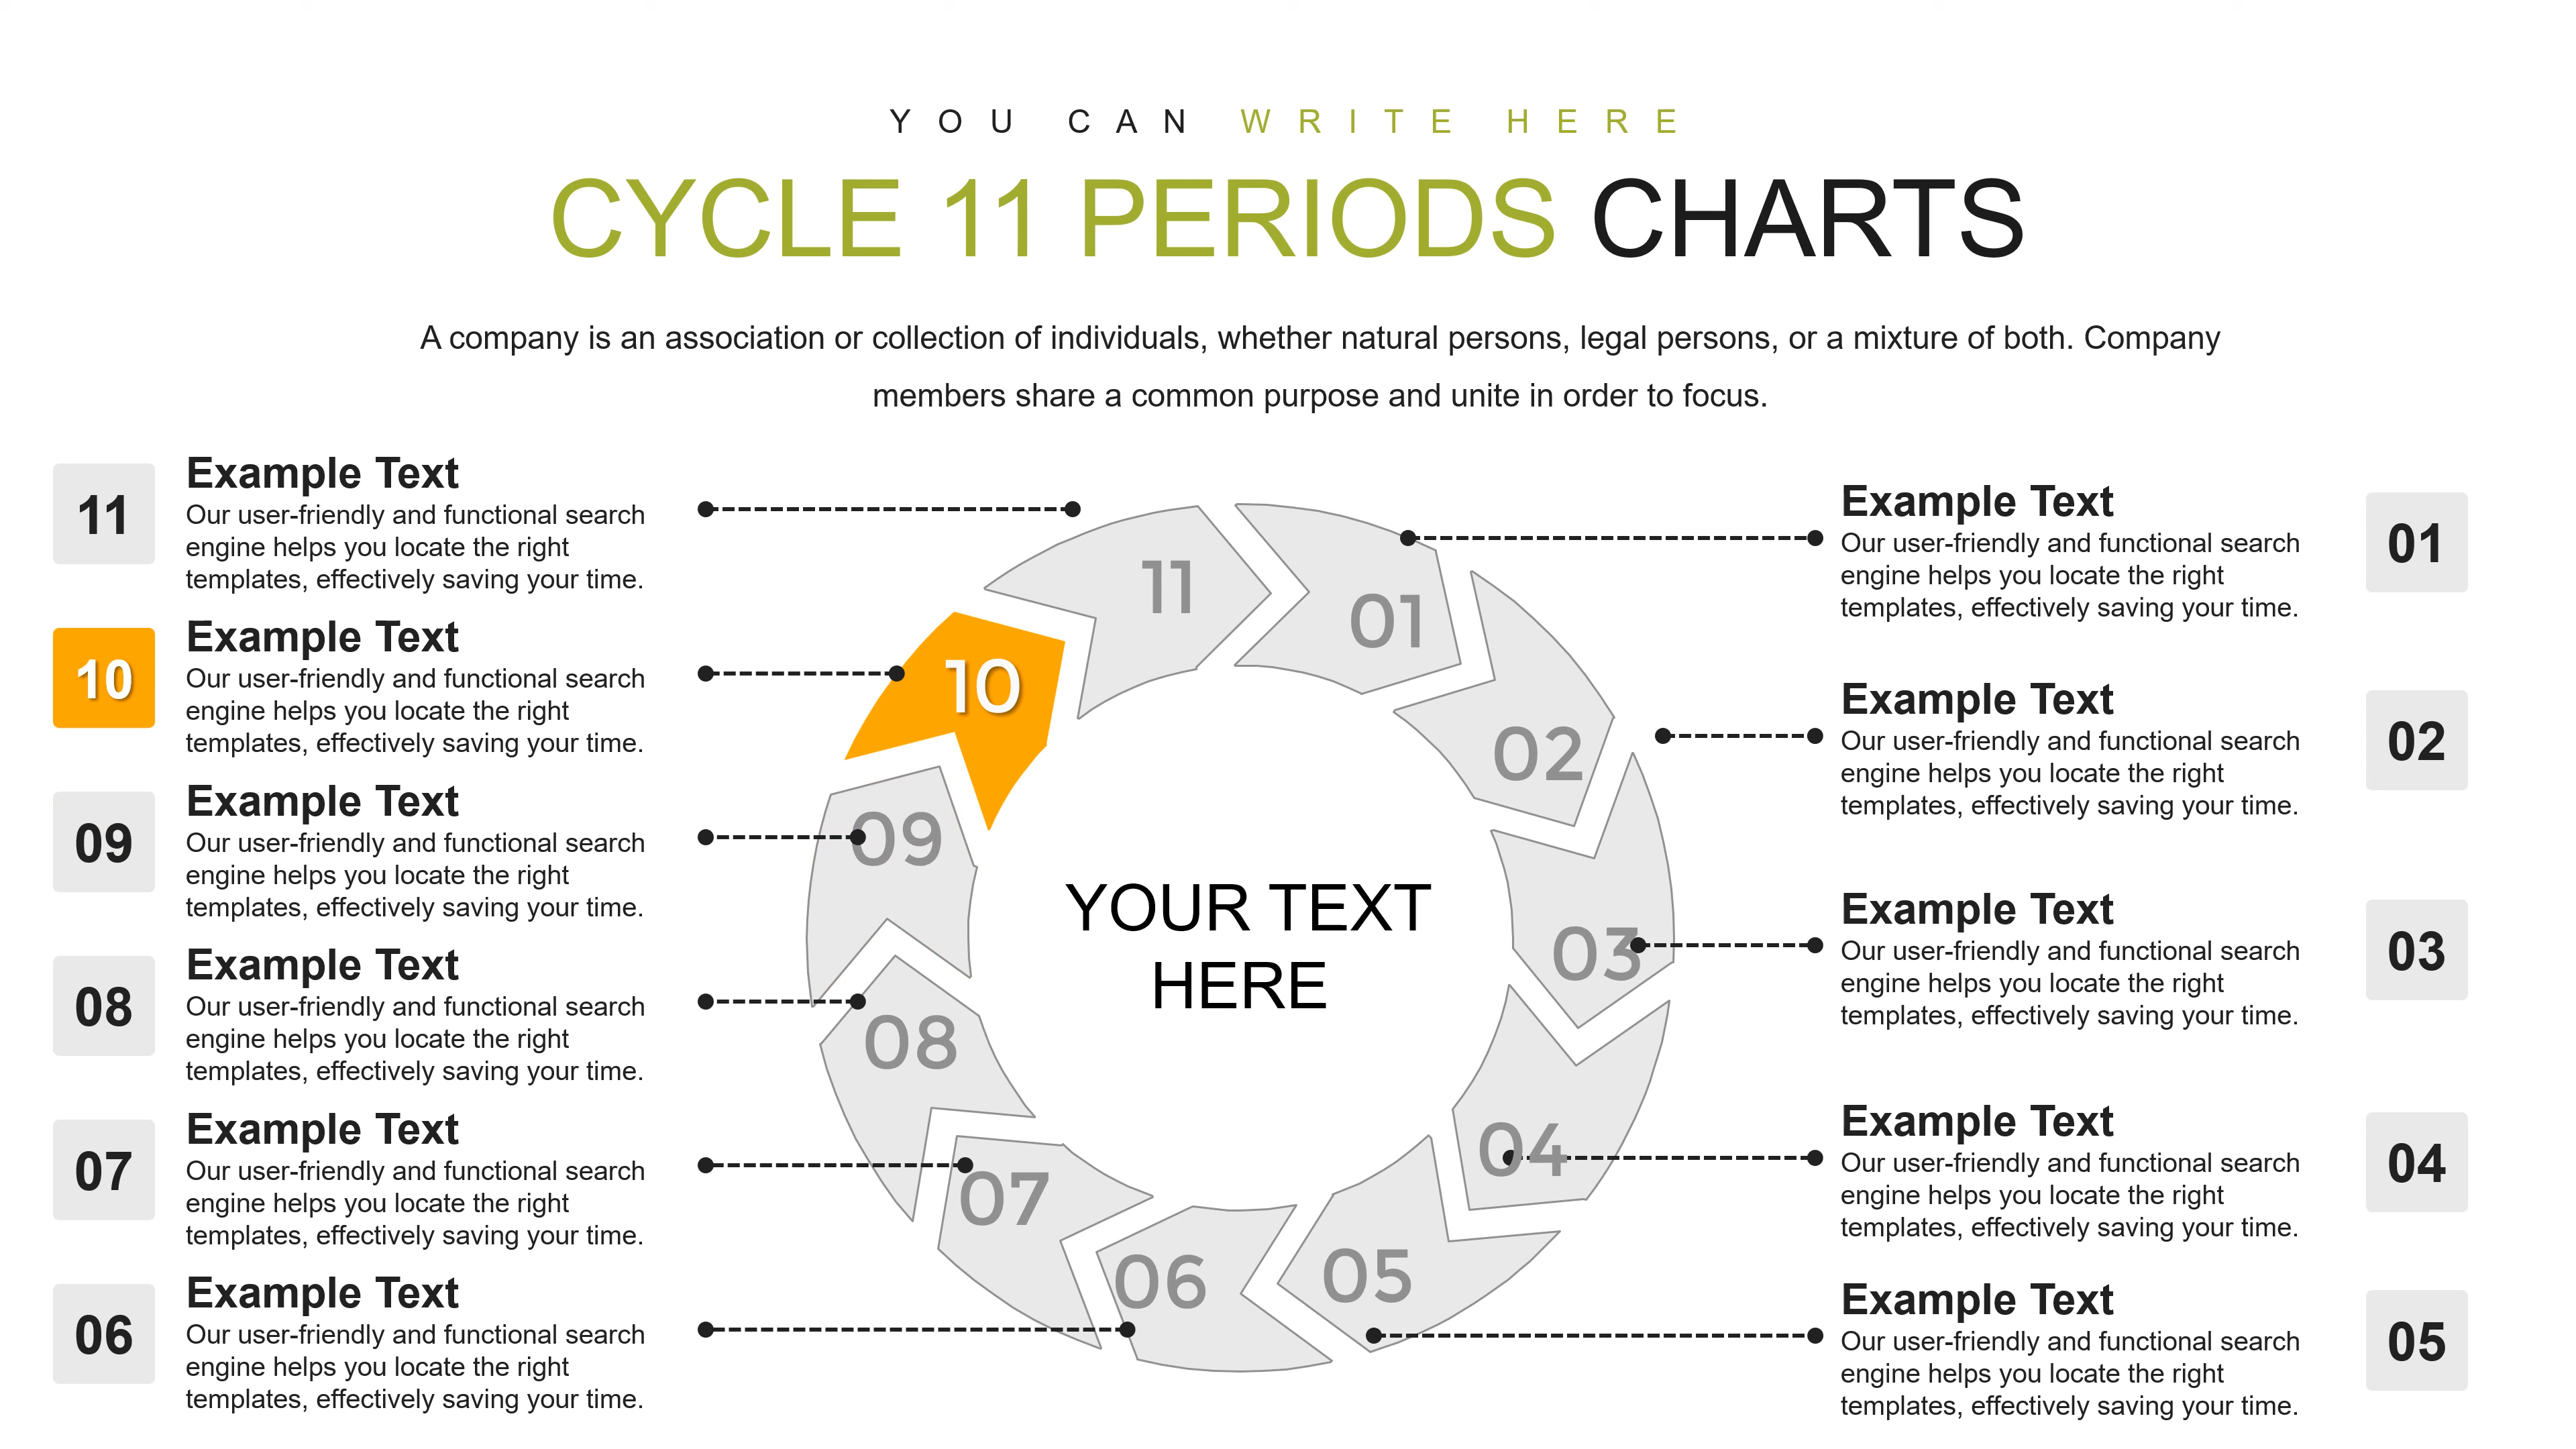 YOU CAN WRITE HERE
CYCLE 11 PERIODS CHARTS
A company is an association or collection of individuals, whether natural persons, legal persons, or a mixture of both. Company
members share a common purpose and unite in order to focus.
11
Example Text
Our user-friendly and functional search
engine helps you locate the right
templates, effectively saving your time.
10
Example Text
Our user-friendly and functional search
engine helps you locate the right
templates, effectively saving your time.
09
Example Text
Our user-friendly and functional search
engine helps you locate the right
templates, effectively saving your time.
08
Example Text
Our user-friendly and functional search
engine helps you locate the right
templates, effectively saving your time.
07
Example Text
Our user-friendly and functional search
engine helps you locate the right
templates, effectively saving your time.
06
Example Text
Our user-friendly and functional search
engine helps you locate the right
templates, effectively saving your time.
11
01
10
02
09
03
08
04
07
05
06
YOUR TEXT
HERE
Example Text
Our user-friendly and functional search
engine helps you locate the right
templates, effectively saving your time.
01
Example Text
Our user-friendly and functional search
engine helps you locate the right
templates, effectively saving your time.
02
Example Text
Our user-friendly and functional search
engine helps you locate the right
templates, effectively saving your time.
03
Example Text
Our user-friendly and functional search
engine helps you locate the right
templates, effectively saving your time.
04
Example Text
Our user-friendly and functional search
engine helps you locate the right
templates, effectively saving your time.
05